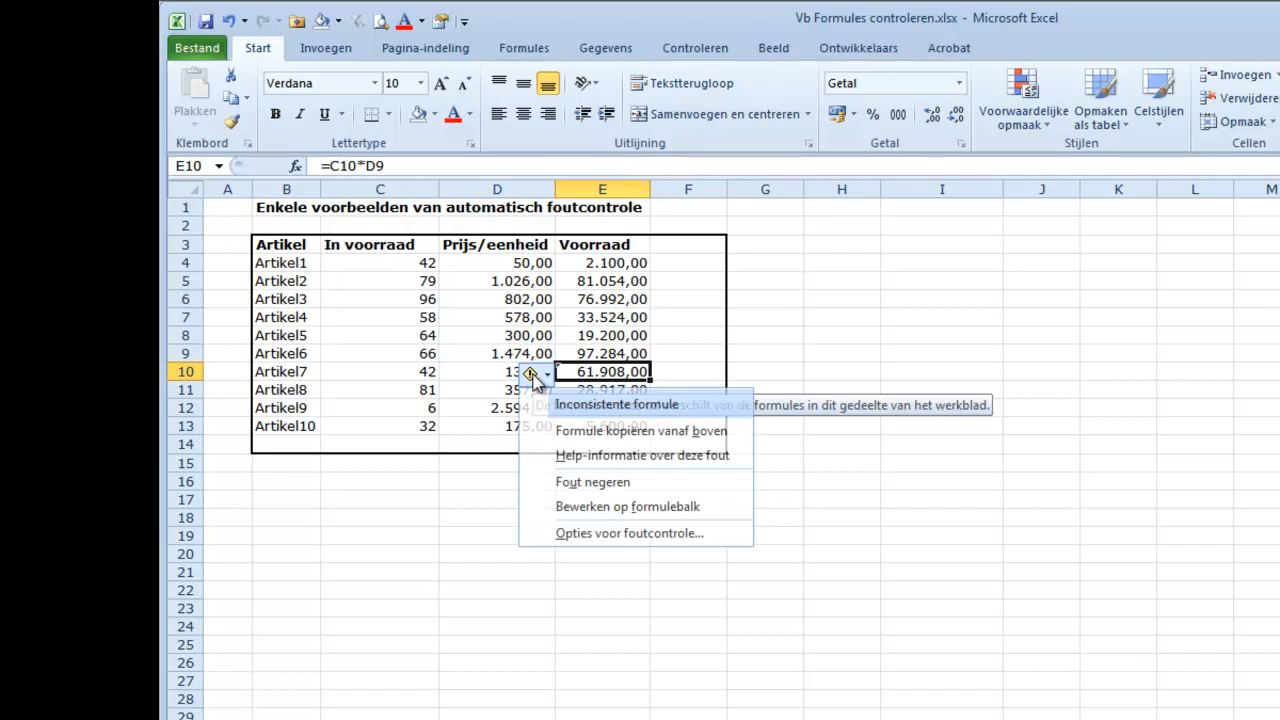 Vb Formules controleren.xlsx - Microsoft Excel
Bestand Start Invoegen Pagina-indeling Formules Gegevens Controleren Beeld Ontwikkelaars Acrobat
Plakken
Verdana 10
B I U
Tekstterugloop
Samenvoegen en centreren
Getal
% 000
Voorwaardelijke opmaak
Opmaken als tabel
Celstijlen
Invoegen
Verwijdere
Opmaak
Klembord Lettertype Uitlijning Getal Stijlen Cellen
E10 fx =C10*D9
A B C D E F G H I J K L M
1 Enkele voorbeelden van automatisch foutcontrole
2
3 Artikel In voorraad Prijs/eenheid Voorraad
4 Artikel1 42 50,00 2.100,00
5 Artikel2 79 1.026,00 81.054,00
6 Artikel3 96 802,00 76.992,00
7 Artikel4 58 578,00 33.524,00
8 Artikel5 64 300,00 19.200,00
9 Artikel6 66 1.474,00 97.284,00
10 Artikel7 42 61.908,00
11 Artikel8 81 28.917,00
12 Artikel9 6
13 Artikel10 32
14
15
16
17
18
19
20
21
22
23
24
25
26
27
28
29
Inconsistente formule
van de formules in dit gedeelte van het werkblad.
Formule kopiëren vanaf boven
Help-informatie over deze fout
Fout negeren
Bewerken op formulebalk
Opties voor foutcontrole...